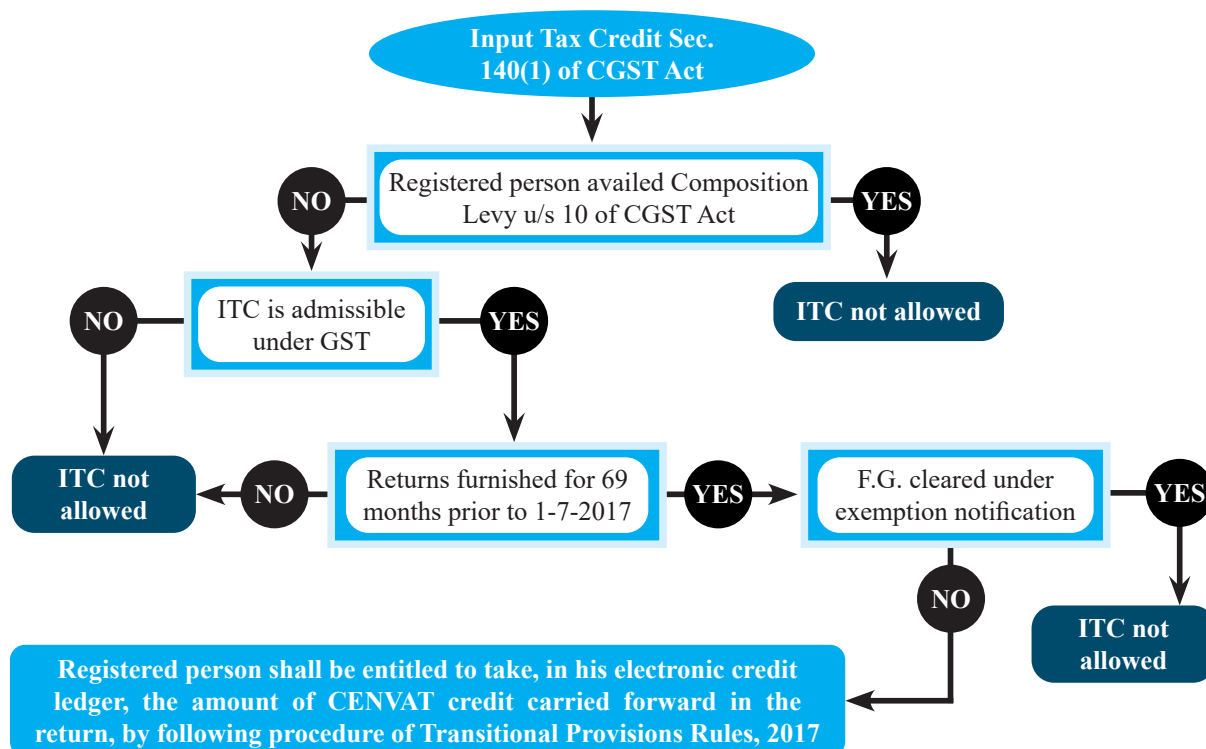 Input Tax Credit Sec.
140(1) of CGST Act
Registered person availed Composition
Levy u/s 10 of CGST Act
NO
YES
ITC not allowed
ITC is admissible
under GST
NO
YES
ITC not
allowed
NO
Returns furnished for 69
months prior to 1-7-2017
YES
F.G. cleared under
exemption notification
YES
NO
ITC not
allowed
Registered person shall be entitled to take, in his electronic credit
ledger, the amount of CENVAT credit carried forward in the
return, by following procedure of Transitional Provisions Rules, 2017